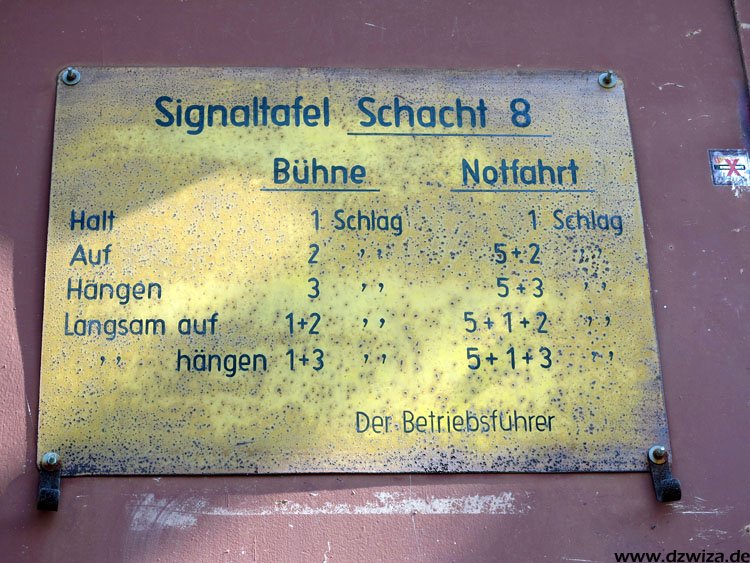 Signaltafel Schacht 8
Bühne Notfahrt
Halt 1 Schlag 1 Schlag
Auf 2 ,, 5+2 ,,
Hängen 3 ,, 5+3 ,,
Langsam auf 1+2 ,, 5+1+2 ,,
,, hängen 1+3 ,, 5+1+3 ,,
Der Betriebsführer
www.dzwiza.de